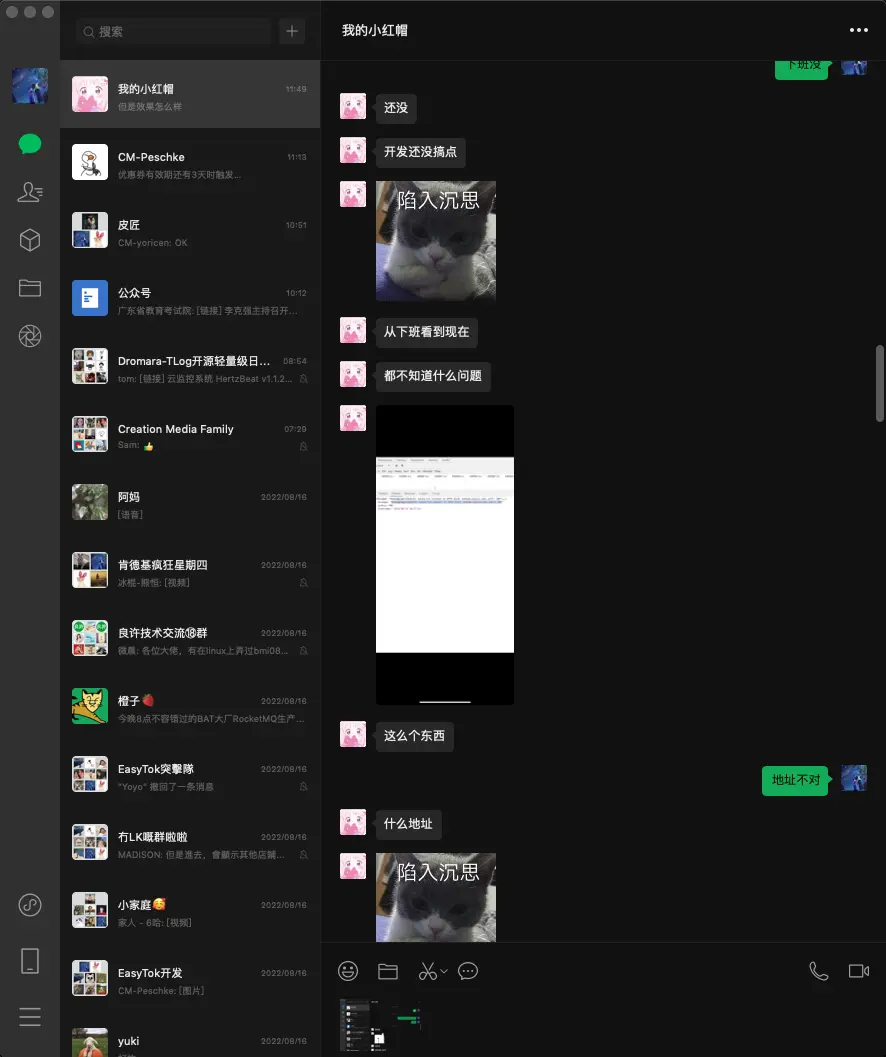 搜索
我的小红帽
11:49
但是效果怎么样
CM-Peschke
11:13
优惠券有效期还有3天时触发...
皮匠
10:51
CM-yoricen: OK
公众号
10:12
广东省教育考试院: [链接] 李克强主持召开...
Dromara-TLog开源轻量级日...
08:54
tom: [链接] 云监控系统 HertzBeat v1.1.2...
Creation Media Family
07:29
Sam: 👍
阿妈
2022/08/16
[语音]
肯德基疯狂星期四
2022/08/16
冰棍-熊恒: [视频]
良许技术交流⑱群
2022/08/16
微晨: 各位大佬，有在linux上弄过bmi08...
橙子🍓
2022/08/16
今晚8点不容错过的BAT大厂RocketMQ生产...
EasyTok突擊隊
2022/08/16
"Yoyo" 撤回了一条消息
冇LK嘅群啦啦
2022/08/16
MADISON: 但是進去，會顯示其他店鋪...
小家庭🥰
2022/08/16
家人 - 6哈: [视频]
EasyTok开发
2022/08/16
CM-Peschke: [图片]
yuki
我的小红帽
下班没
还没
开发还没搞点
陷入沉思
从下班看到现在
都不知道什么问题
这么个东西
地址不对
什么地址
陷入沉思